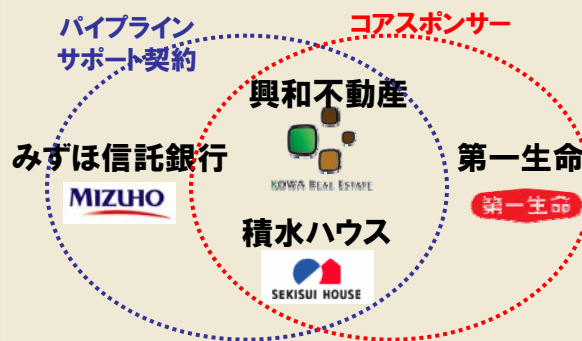 パイプライン
サポート契約
コアスポンサー
興和不動産
KOWA REAL ESTATE
みずほ信託銀行
MIZUHO
第一生命
第一生命
積水ハウス
SEKISUI HOUSE